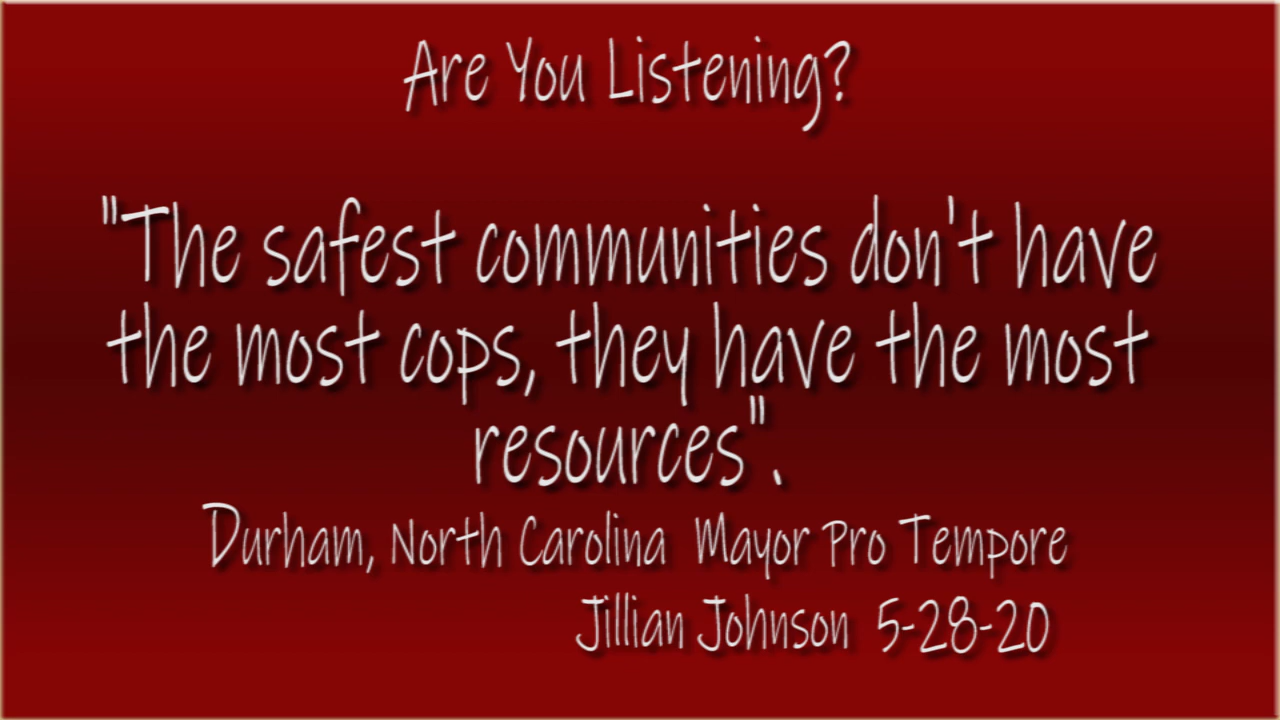 Are You Listening?
"The safest communities don't have
the most cops, they have the most
resources".
Durham, North Carolina Mayor Pro Tempore
Jillian Johnson 5-28-20